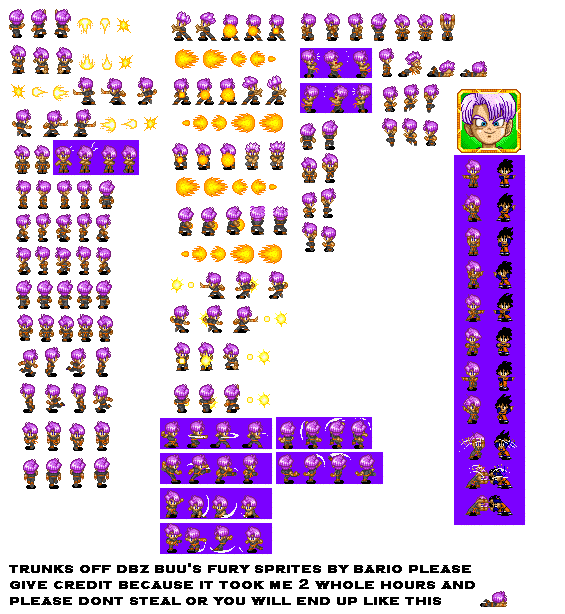 TRUNKS OFF DBZ BUU'S FURY SPRITES BY BARIO PLEASE
GIVE CREDIT BECAUSE IT TOOK ME 2 WHOLE HOURS AND
PLEASE DONT STEAL OR YOU WILL END UP LIKE THIS